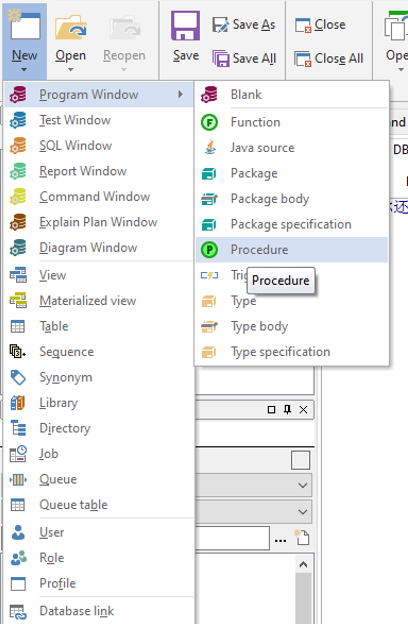 New
Open
Reopen
Save
Save As
Save All
Close
Close All
Program Window
Test Window
SQL Window
Report Window
Command Window
Explain Plan Window
Diagram Window
View
Materialized view
Table
Sequence
Synonym
Library
Directory
Job
Queue
Queue table
User
Role
Profile
Database link
Blank
Function
Java source
Package
Package body
Package specification
Procedure
Procedure
Type
Type body
Type specification
and
DB
还
...